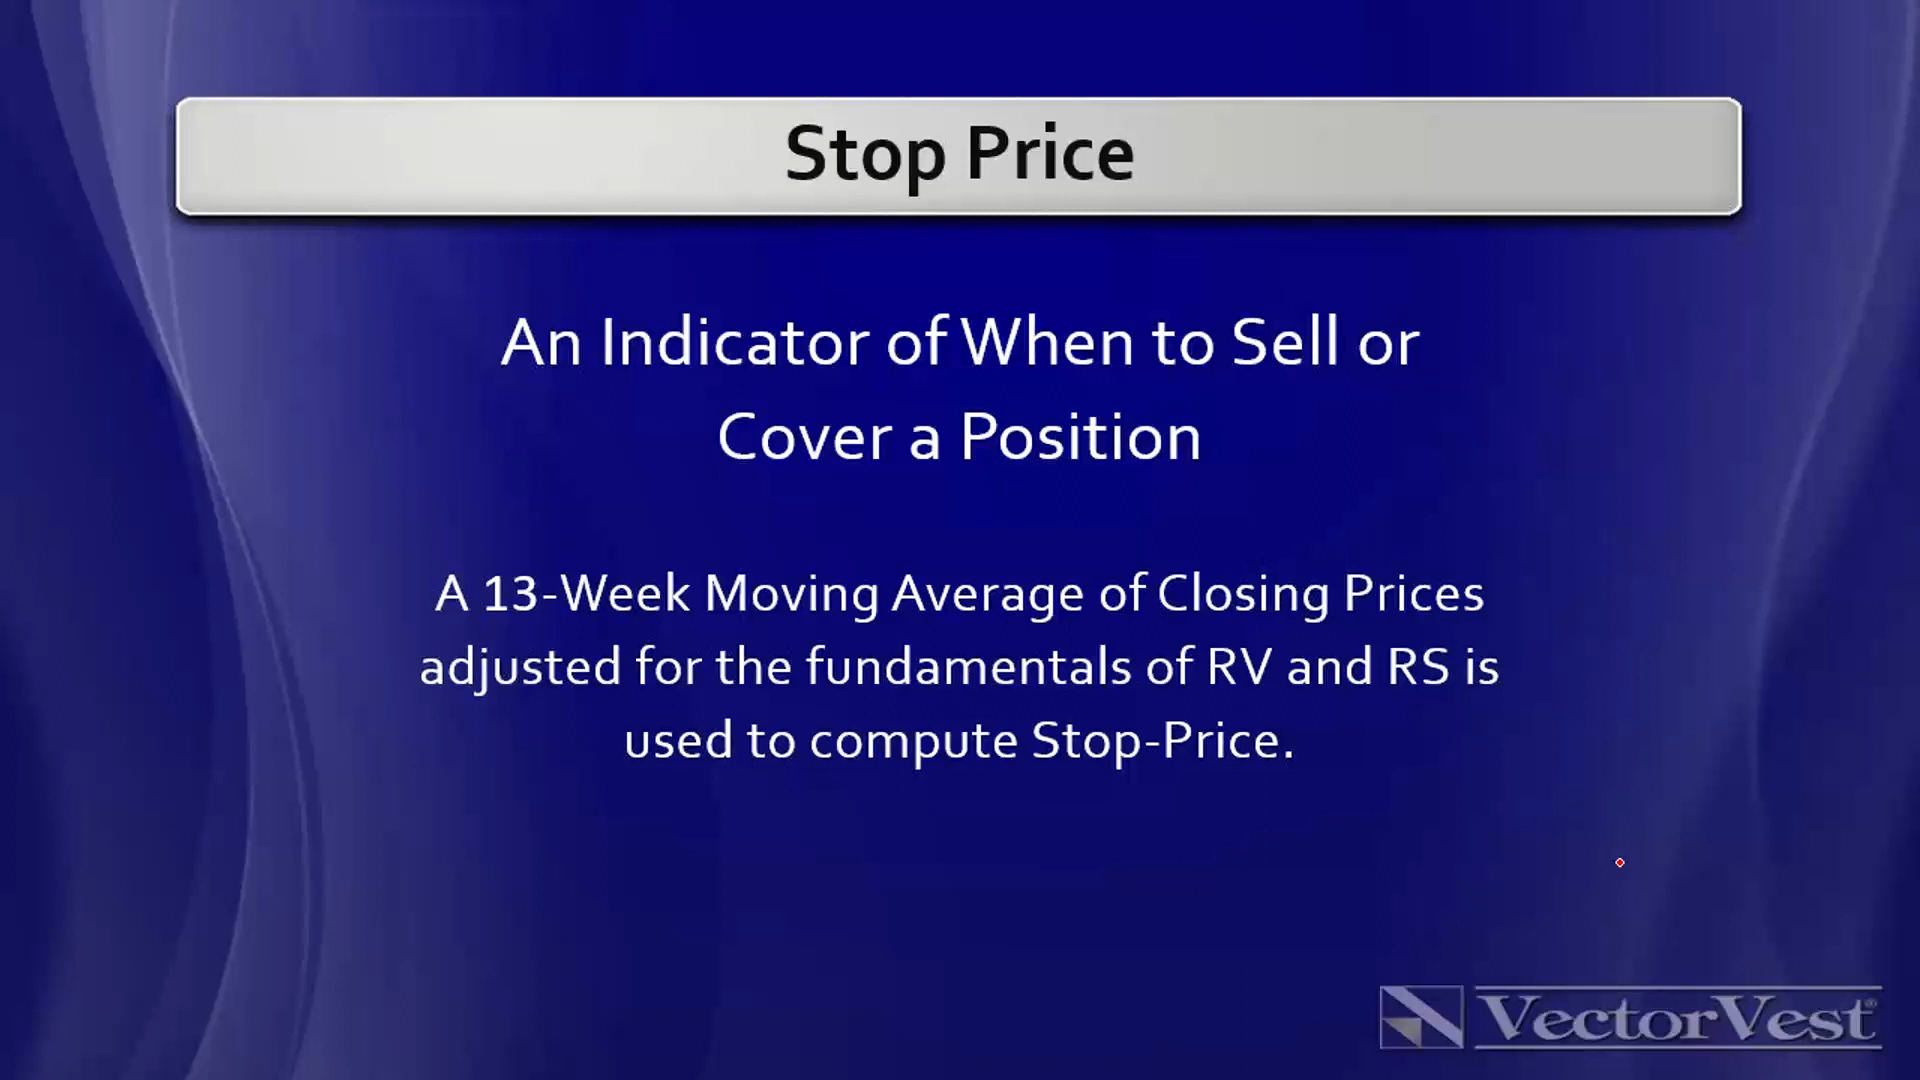 Stop Price
An Indicator of When to Sell or
Cover a Position
A 13-Week Moving Average of Closing Prices
adjusted for the fundamentals of RV and RS is
used to compute Stop-Price.
VectorVest®